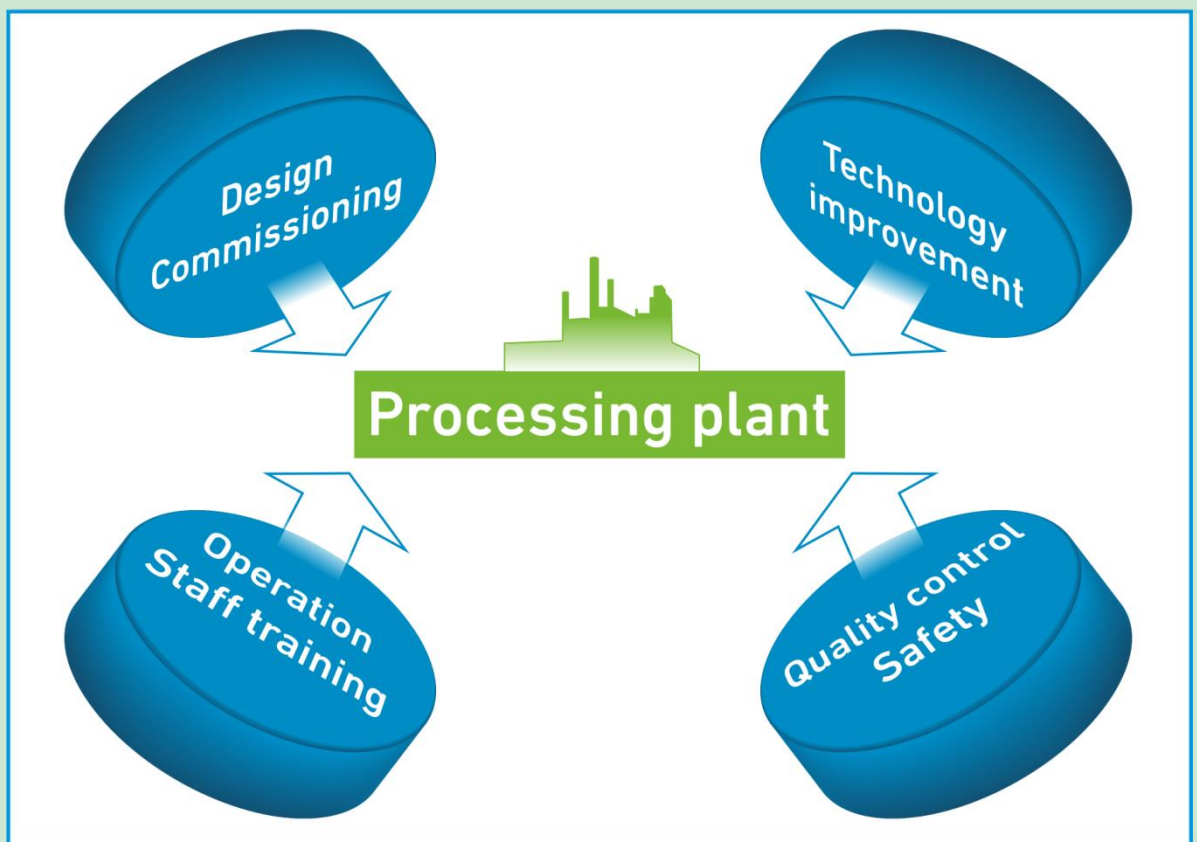 Design
Commissioning
Technology
improvement
Processing plant
Operation
Staff training
Quality control
Safety